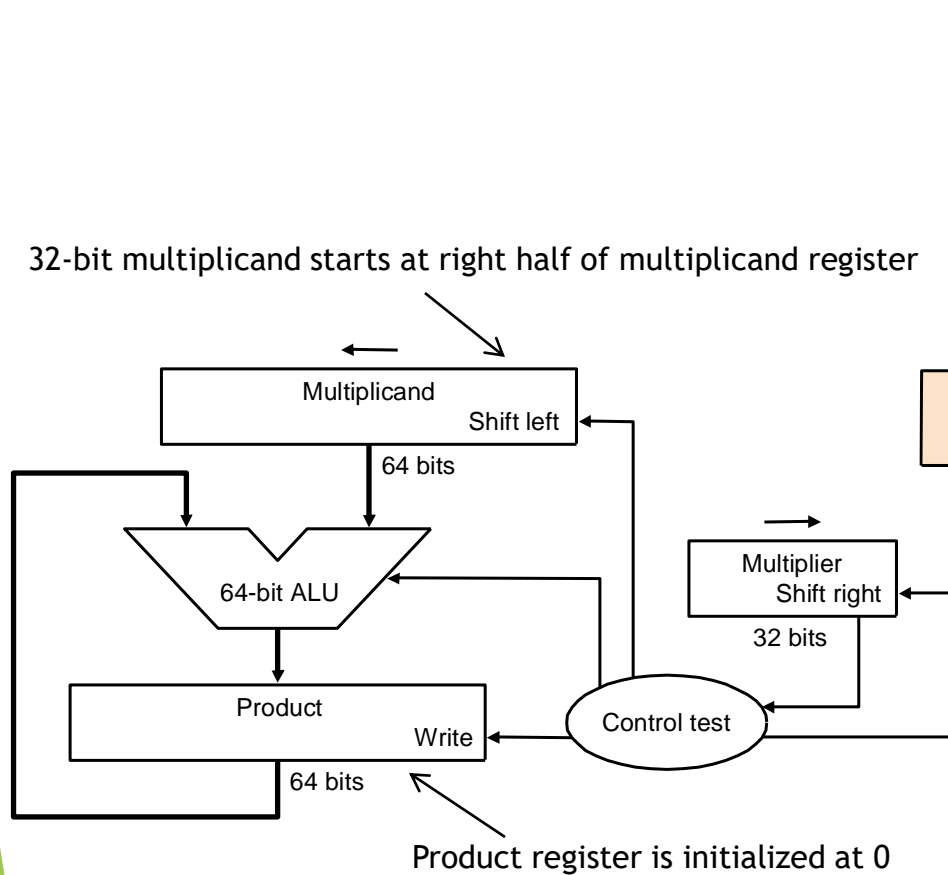 32-bit multiplicand starts at right half of multiplicand register
Multiplicand
Shift left
64 bits
64-bit ALU
Multiplier
Shift right
32 bits
Product
Write
Control test
64 bits
Product register is initialized at 0